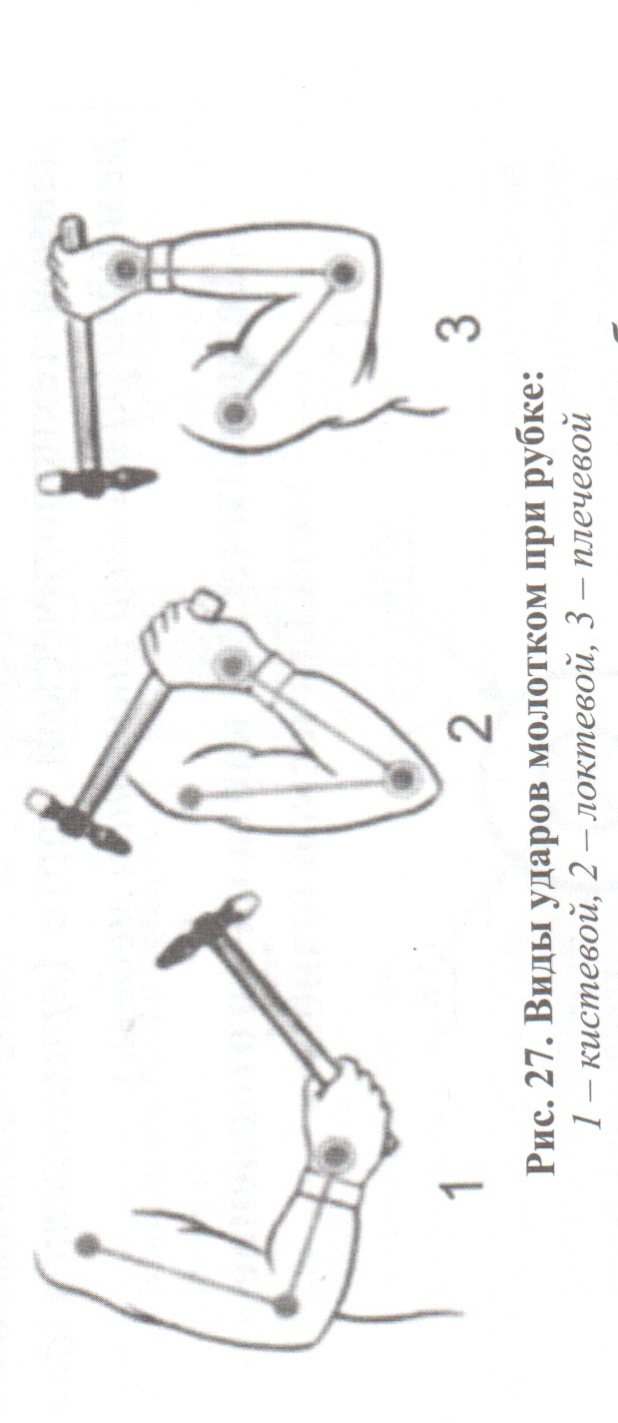 1 2 3
Рис. 27. Виды ударов молотком при рубке:
1 – кистевой, 2 – локтевой, 3 – плечевой